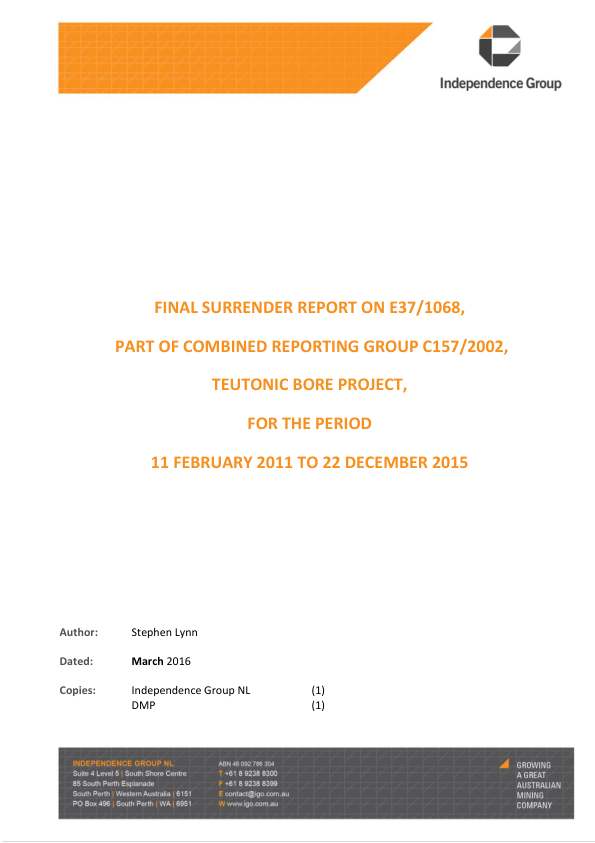 Independence Group
FINAL SURRENDER REPORT ON E37/1068,
PART OF COMBINED REPORTING GROUP C157/2002,
TEUTONIC BORE PROJECT,
FOR THE PERIOD
11 FEBRUARY 2011 TO 22 DECEMBER 2015
Author: Stephen Lynn
Dated: March 2016
Copies: Independence Group NL (1)
DMP (1)
INDEPENDENCE GROUP NL
Suite 4 Level 5 | South Shore Centre
85 South Perth Esplanade
South Perth | Western Australia | 6151
PO Box 496 | South Perth | WA | 6951
ABN 46 092 786 304
T +61 8 9238 8300
F +61 8 9238 8399
E contact@igo.com.au
W www.igo.com.au
GROWING
A GREAT
AUSTRALIAN
MINING
COMPANY